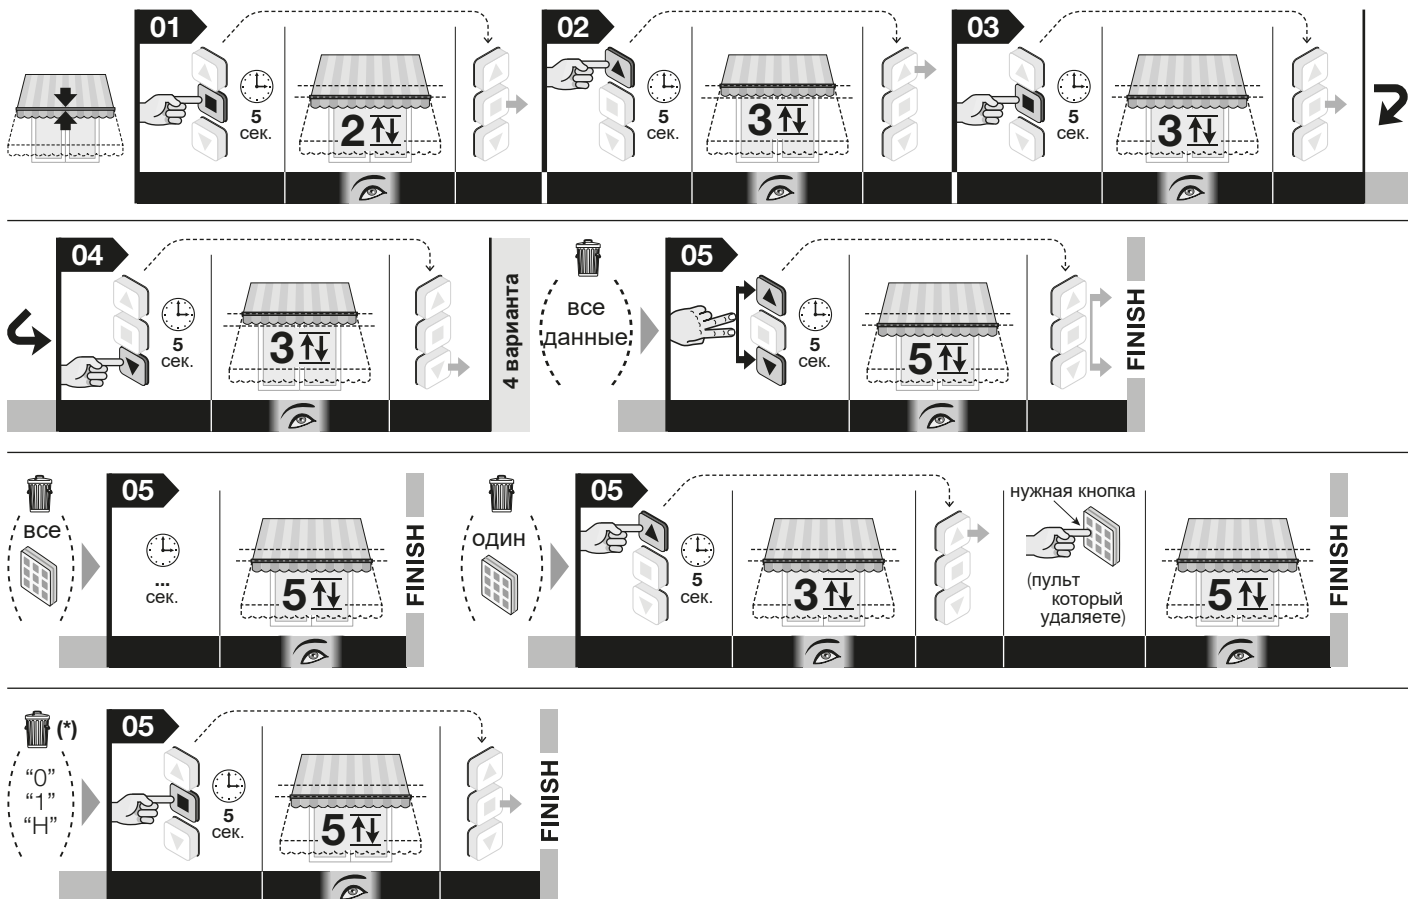 01
5
сек.
2
02
5
сек.
3
03
5
сек.
3
04
5
сек.
3
4 варианта
все
данные
05
5
сек.
5
FINISH
все
05
...
сек.
5
FINISH
один
05
5
сек.
3
нужная кнопка
(пульт
который
удаляете)
5
FINISH
(*)
“0”
“1”
“H”
05
5
сек.
5
FINISH